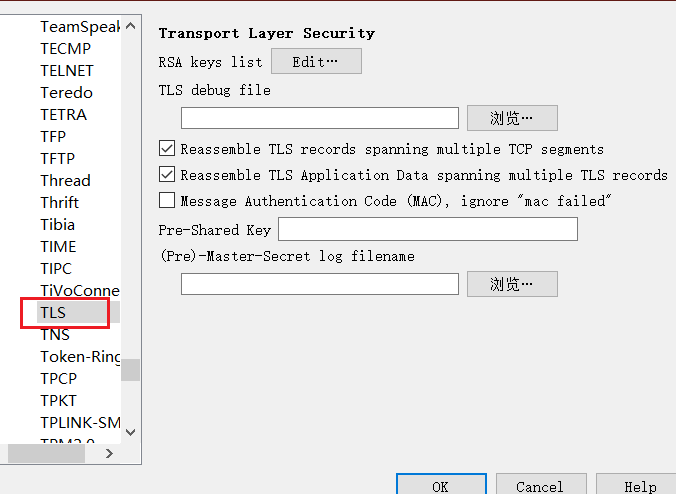 TeamSpeak
TECMP
TELNET
Teredo
TETRA
TFP
TFTP
Thread
Thrift
Tibia
TIME
TIPC
TiVoConne
TLS
TNS
Token-Ring
TPCP
TPKT
TPLINK-SM
TPM2.0
Transport Layer Security
RSA keys list Edit…
TLS debug file
浏览…
Reassemble TLS records spanning multiple TCP segments
Reassemble TLS Application Data spanning multiple TLS records
Message Authentication Code (MAC), ignore "mac failed"
Pre-Shared Key
(Pre)-Master-Secret log filename
浏览…
OK Cancel Help